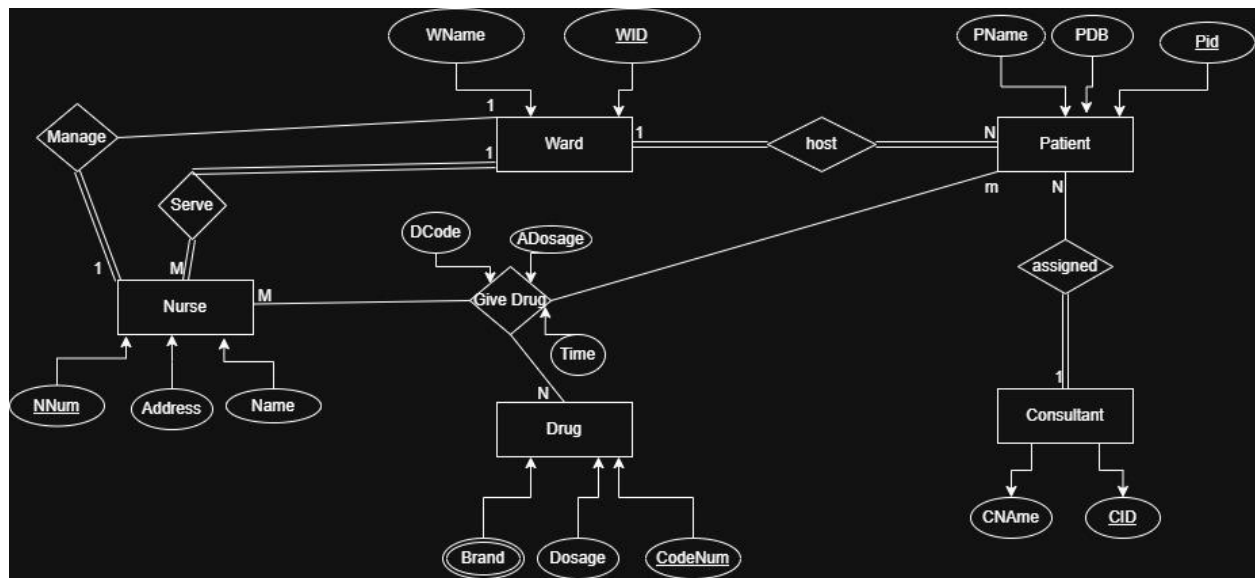 WName
WID
PName
PDB
Pid
Manage
1
1
Ward
1
host
N
Patient
Serve
m
N
DCode
ADosage
assigned
1
M
Nurse
M
Give Drug
Time
1
NNum
Address
Name
N
Drug
Consultant
CNAme
CID
Brand
Dosage
CodeNum